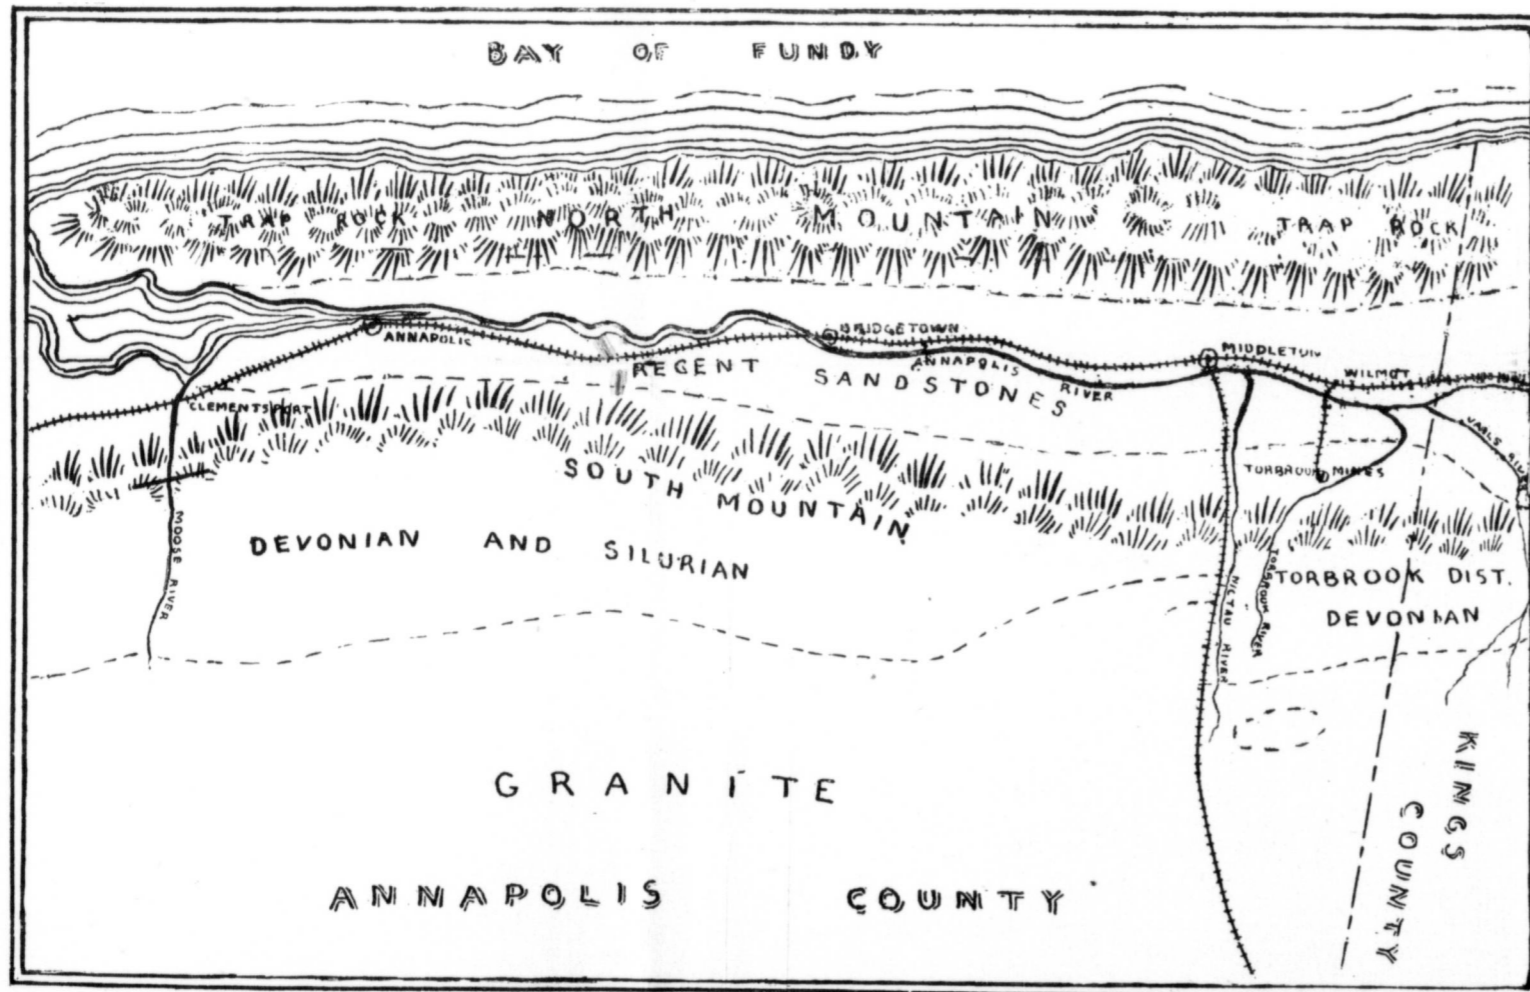 BAY OF FUNDY
TRAP ROCK
NORTH MOUNTAIN
TRAP ROCK
ANNAPOLIS
BRIDGETOWN
MIDDLETON
WILMOT
RECENT SANDSTONES
ANNAPOLIS RIVER
CLEMENTSPORT
TORBROOK MINES
RIVER
SOUTH MOUNTAIN
MOOSE RIVER
DEVONIAN AND SILURIAN
NICTAU RIVER
TORBROOK RIVER
TORBROOK DIST.
DEVONIAN
GRANITE
KINGS COUNTY
ANNAPOLIS COUNTY